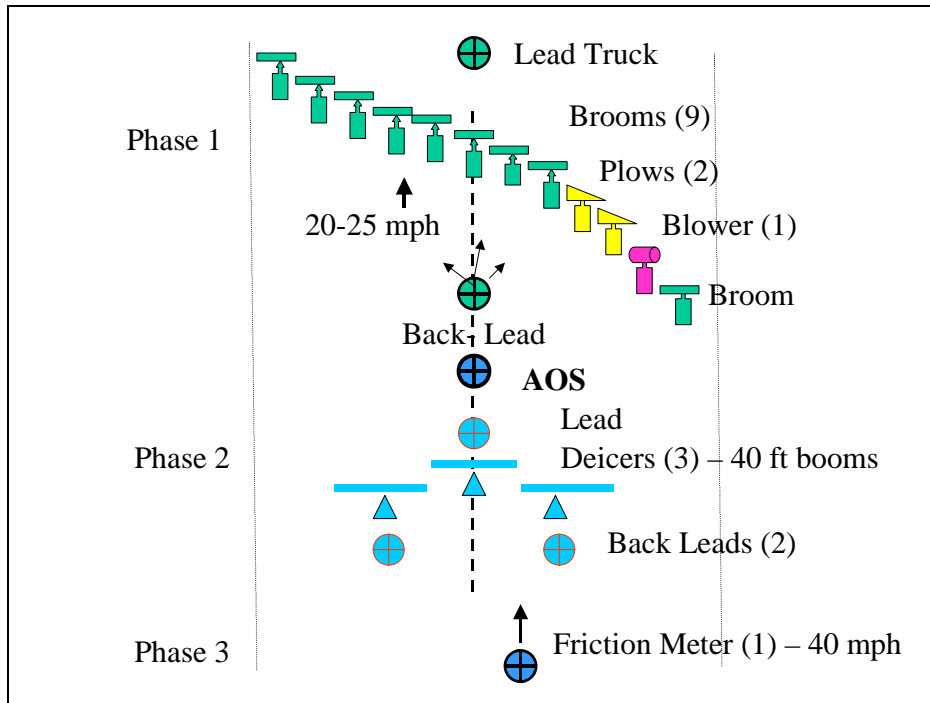 Lead Truck
Brooms (9)
Phase 1
Plows (2)
20-25 mph
Blower (1)
Broom
Back- Lead
AOS
Lead
Phase 2
Deicers (3) – 40 ft booms
Back Leads (2)
Phase 3
Friction Meter (1) – 40 mph